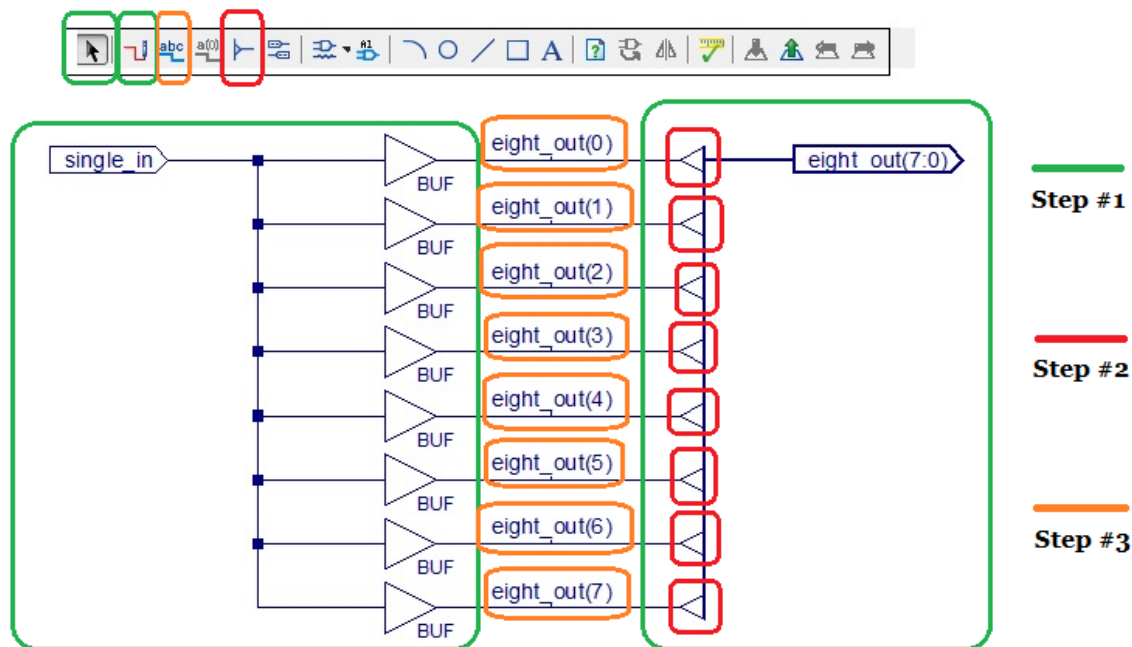 abc a(0) A1 A ?
single_in
eight_out(0)
eight_out(7:0)
BUF
Step #1
eight_out(1)
BUF
eight_out(2)
BUF
eight_out(3)
BUF
Step #2
eight_out(4)
BUF
eight_out(5)
BUF
eight_out(6)
BUF
Step #3
eight_out(7)
BUF